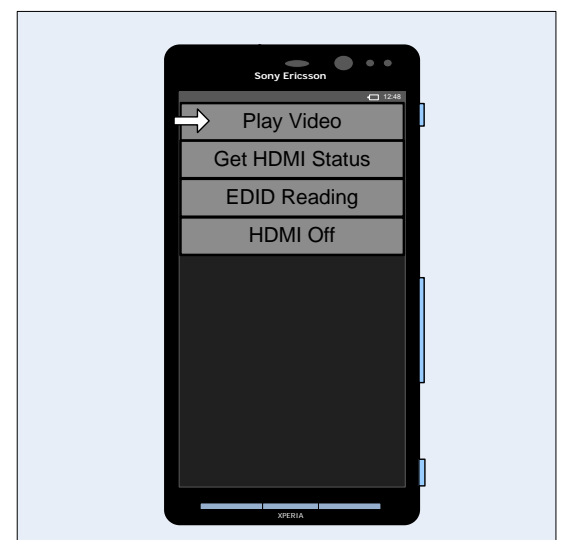 Sony Ericsson
12:48
Play Video
Get HDMI Status
EDID Reading
HDMI Off
XPERIA